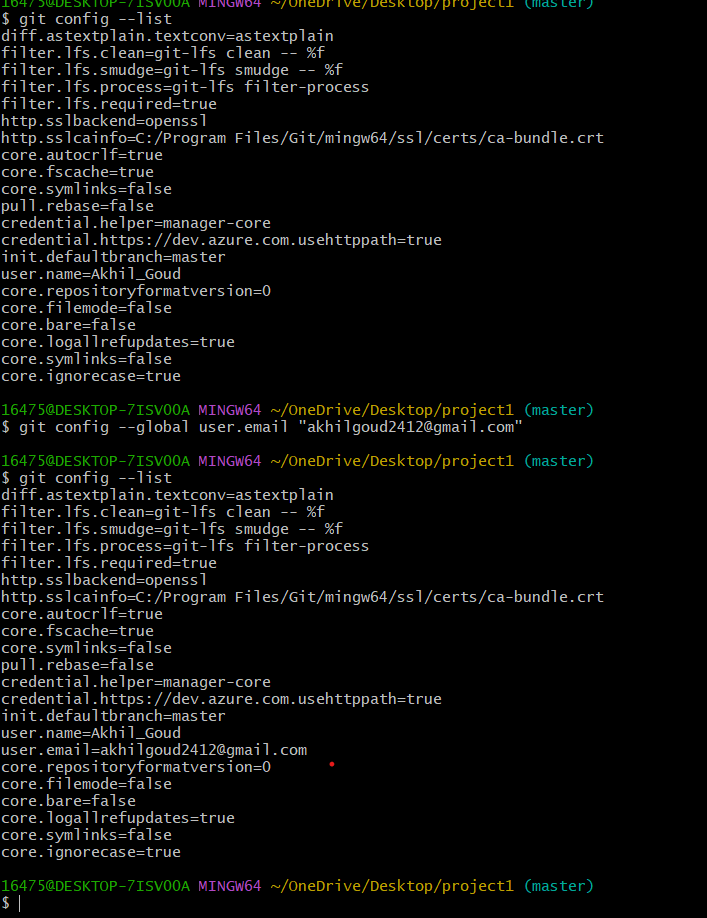 16475@DESKTOP-7ISVO0A MINGW64 ~/OneDrive/Desktop/project1 (master)
$ git config --list
diff.astextplain.textconv=astextplain
filter.lfs.clean=git-lfs clean -- %f
filter.lfs.smudge=git-lfs smudge -- %f
filter.lfs.process=git-lfs filter-process
filter.lfs.required=true
http.sslbackend=openssl
http.sslcainfo=C:/Program Files/Git/mingw64/ssl/certs/ca-bundle.crt
core.autocrlf=true
core.fscache=true
core.symlinks=false
pull.rebase=false
credential.helper=manager-core
credential.https://dev.azure.com.usehttppath=true
init.defaultbranch=master
user.name=Akhil_Goud
core.repositoryformatversion=0
core.filemode=false
core.bare=false
core.logallrefupdates=true
core.symlinks=false
core.ignorecase=true
16475@DESKTOP-7ISVO0A MINGW64 ~/OneDrive/Desktop/project1 (master)
$ git config --global user.email "akhilgoud2412@gmail.com"
16475@DESKTOP-7ISVO0A MINGW64 ~/OneDrive/Desktop/project1 (master)
$ git config --list
diff.astextplain.textconv=astextplain
filter.lfs.clean=git-lfs clean -- %f
filter.lfs.smudge=git-lfs smudge -- %f
filter.lfs.process=git-lfs filter-process
filter.lfs.required=true
http.sslbackend=openssl
http.sslcainfo=C:/Program Files/Git/mingw64/ssl/certs/ca-bundle.crt
core.autocrlf=true
core.fscache=true
core.symlinks=false
pull.rebase=false
credential.helper=manager-core
credential.https://dev.azure.com.usehttppath=true
init.defaultbranch=master
user.name=Akhil_Goud
user.email=akhilgoud2412@gmail.com
core.repositoryformatversion=0
core.filemode=false
core.bare=false
core.logallrefupdates=true
core.symlinks=false
core.ignorecase=true
16475@DESKTOP-7ISVO0A MINGW64 ~/OneDrive/Desktop/project1 (master)
$